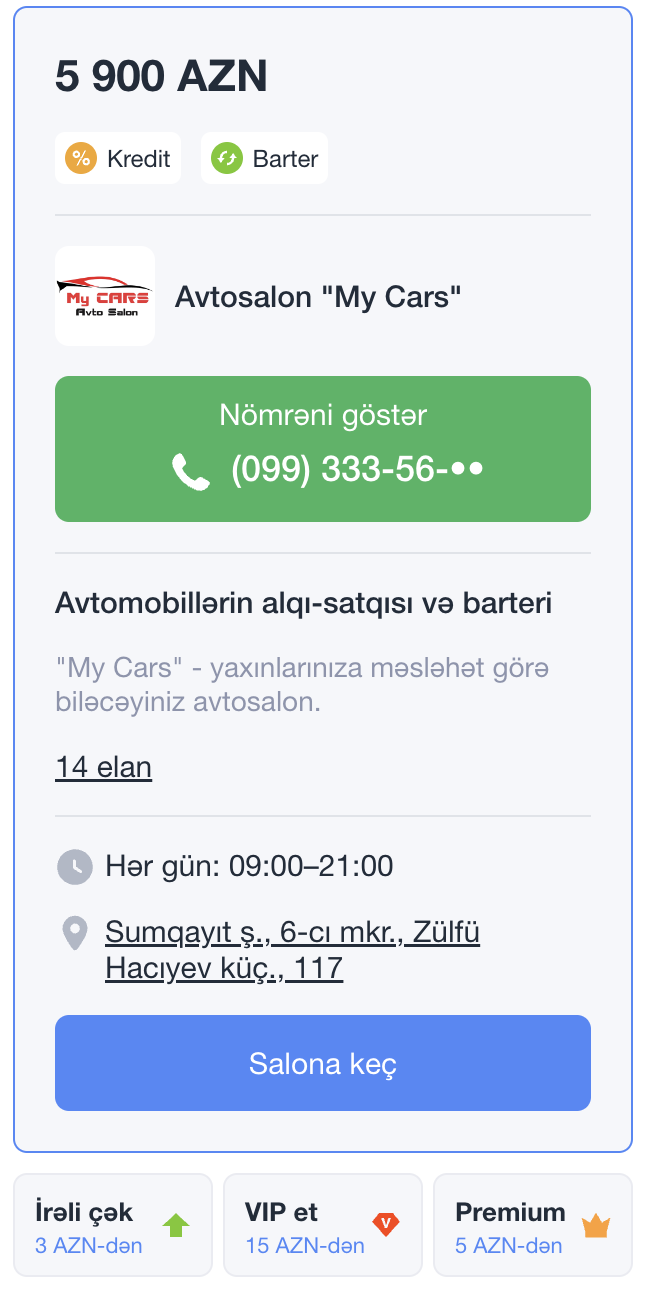 5 900 AZN
% Kredit
Barter
My CARS
Avto Salon
Avtosalon "My Cars"
Nömrəni göstər
(099) 333-56-••
Avtomobillərin alqı-satqısı və barteri
"My Cars" - yaxınlarınıza məsləhət görə
biləcəyiniz avtosalon.
14 elan
Hər gün: 09:00–21:00
Sumqayıt ş., 6-cı mkr., Zülfü
Hacıyev küç., 117
Salona keç
İrəli çək
3 AZN-dən
VIP et
15 AZN-dən
V
Premium
5 AZN-dən